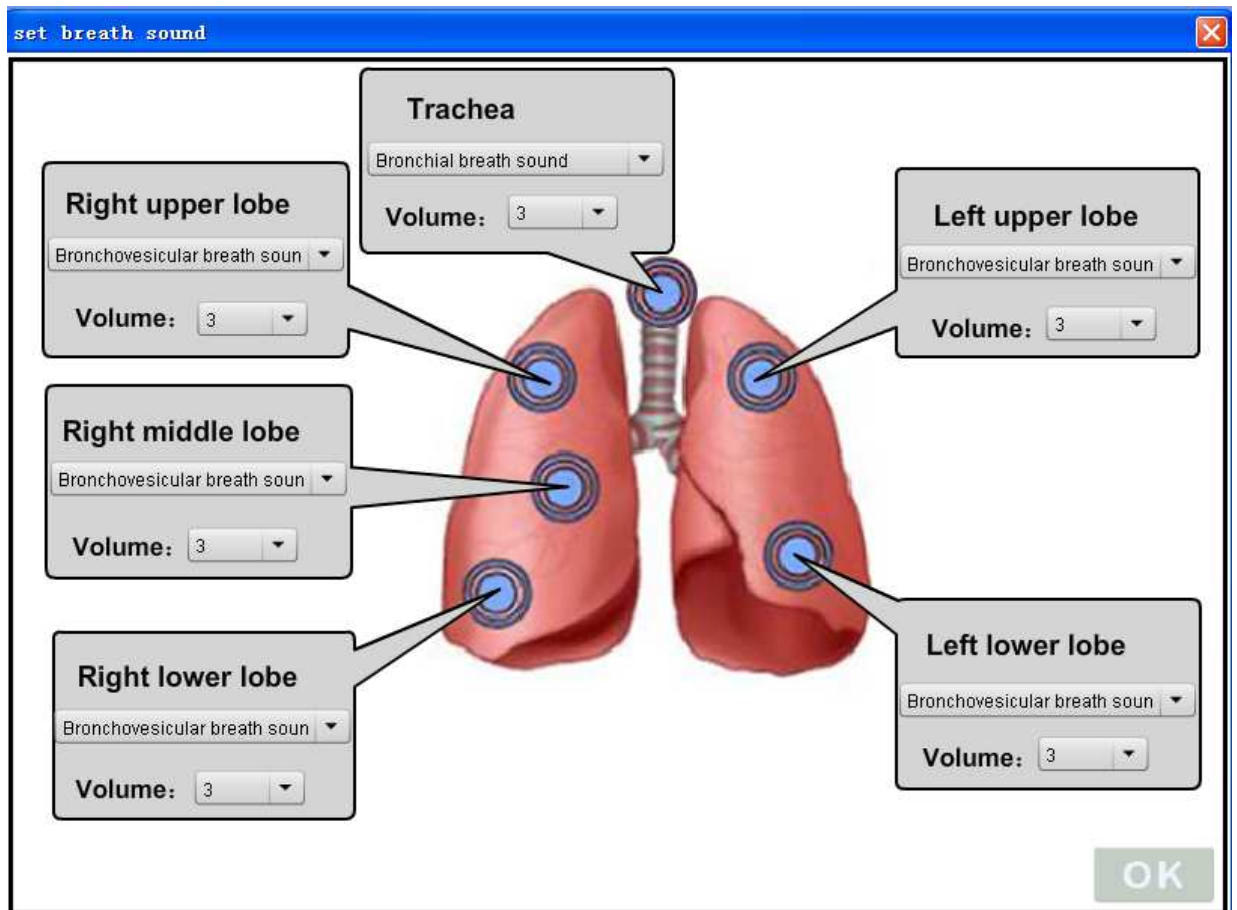 set breath sound
Trachea
Bronchial breath sound
Volume： 3
Right upper lobe
Bronchovesicular breath soun
Volume： 3
Left upper lobe
Bronchovesicular breath soun
Volume： 3
Right middle lobe
Bronchovesicular breath soun
Volume： 3
Right lower lobe
Bronchovesicular breath soun
Volume： 3
Left lower lobe
Bronchovesicular breath soun
Volume： 3
OK